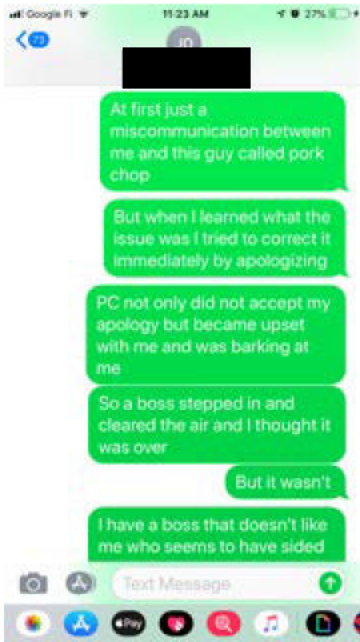 Google Fi 11:23 AM 27%
73
JO
At first just a
miscommunication between
me and this guy called pork
chop
But when I learned what the
issue was I tried to correct it
immediately by apologizing
PC not only did not accept my
apology but became upset
with me and was barking at
me
So a boss stepped in and
cleared the air and I thought it
was over
But it wasn't
I have a boss that doesn't like
me who seems to have sided
Text Message
Pay